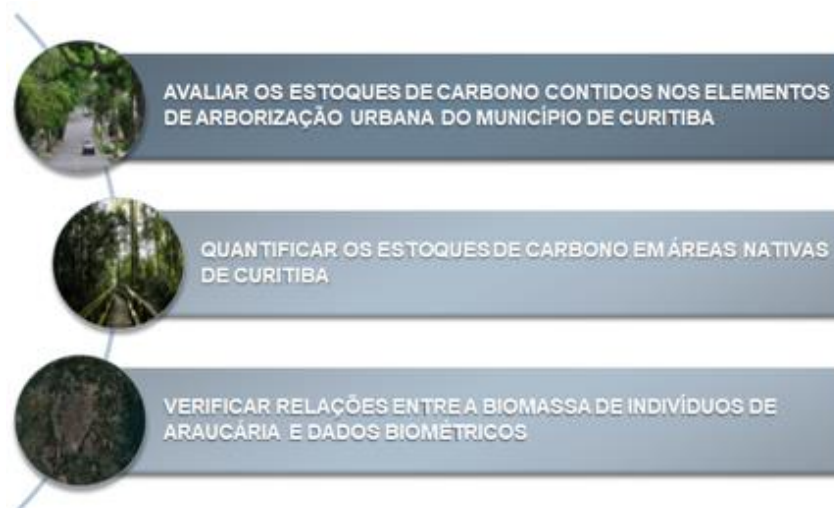 AVALIAR OS ESTOQUES DE CARBONO CONTIDOS NOS ELEMENTOS
DE ARBORIZAÇÃO URBANA DO MUNICÍPIO DE CURITIBA
QUANTIFICAR OS ESTOQUES DE CARBONO EM ÁREAS NATIVAS
DE CURITIBA
VERIFICAR RELAÇÕES ENTRE A BIOMASSA DE INDIVÍDUOS DE
ARAUCÁRIA E DADOS BIOMÉTRICOS